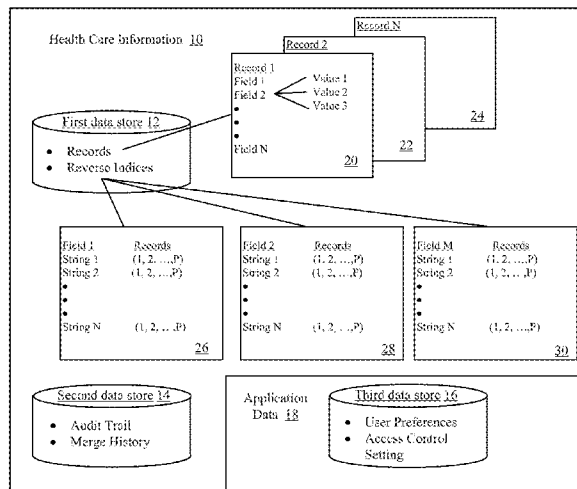 Health Care Information 10
Record N
Record 2
Record 1
Field 1
Field 2
Field N
Value 1
Value 2
Value 3
20
22
24
First data store 12
• Records
• Reverse Indices
Field 1 Records
String 1 (1, 2, ...,P)
String 2 (1, 2, ...,P)
String N (1, 2, ...,P)
26
Field 2 Records
String 1 (1, 2, ...,P)
String 2 (1, 2, ...,P)
String N (1, 2, ...,P)
28
Field M Records
String 1 (1, 2, ...,P)
String 2 (1, 2, ...,P)
String N (1, 2, ...,P)
30
Second data store 14
• Audit Trail
• Merge History
Application
Data 18
Third data store 16
• User Preferences
• Access Control
Setting